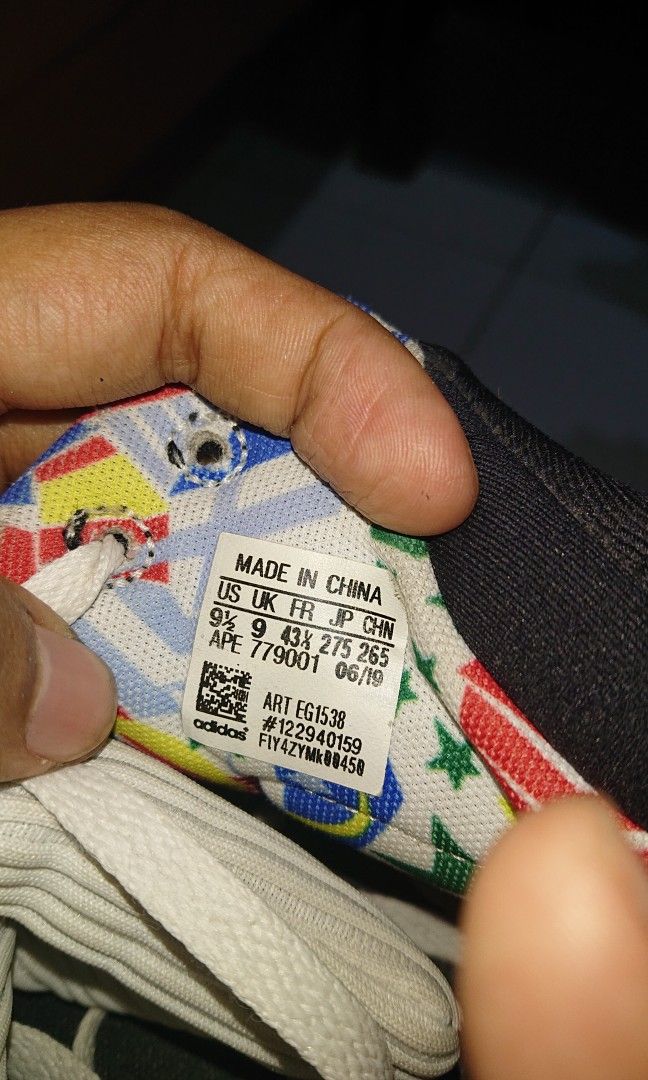 MADE IN CHINA
US UK FR JP CHN
9½ 9 43⅓ 275 265
APE 779001 06/19
ART EG1538
#122940159
F1Y4ZYMk00450
adidas